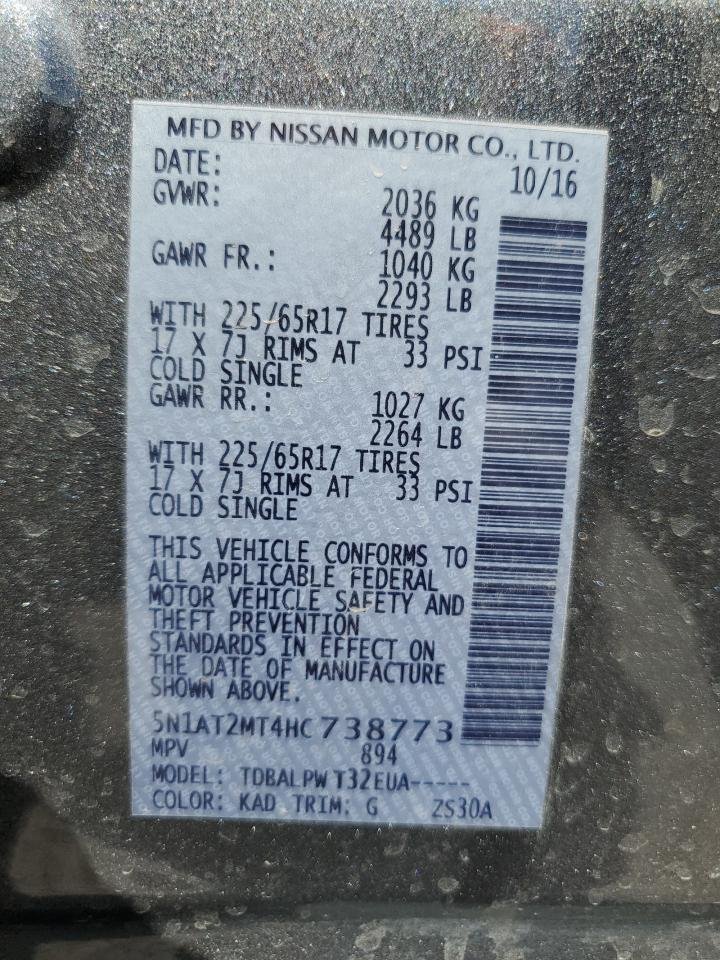 MFD BY NISSAN MOTOR CO., LTD.
DATE: 10/16
GVWR: 2036 KG
4489 LB
GAWR FR.: 1040 KG
2293 LB
WITH 225/65R17 TIRES
17 X 7J RIMS AT 33 PSI
COLD SINGLE
GAWR RR.: 1027 KG
2264 LB
WITH 225/65R17 TIRES
17 X 7J RIMS AT 33 PSI
COLD SINGLE
THIS VEHICLE CONFORMS TO
ALL APPLICABLE FEDERAL
MOTOR VEHICLE SAFETY AND
THEFT PREVENTION
STANDARDS IN EFFECT ON
THE DATE OF MANUFACTURE
SHOWN ABOVE.
5N1AT2MT4HC738773
MPV 894
MODEL: TDBALPW T32EUA-----
COLOR: KAD TRIM: G ZS30A